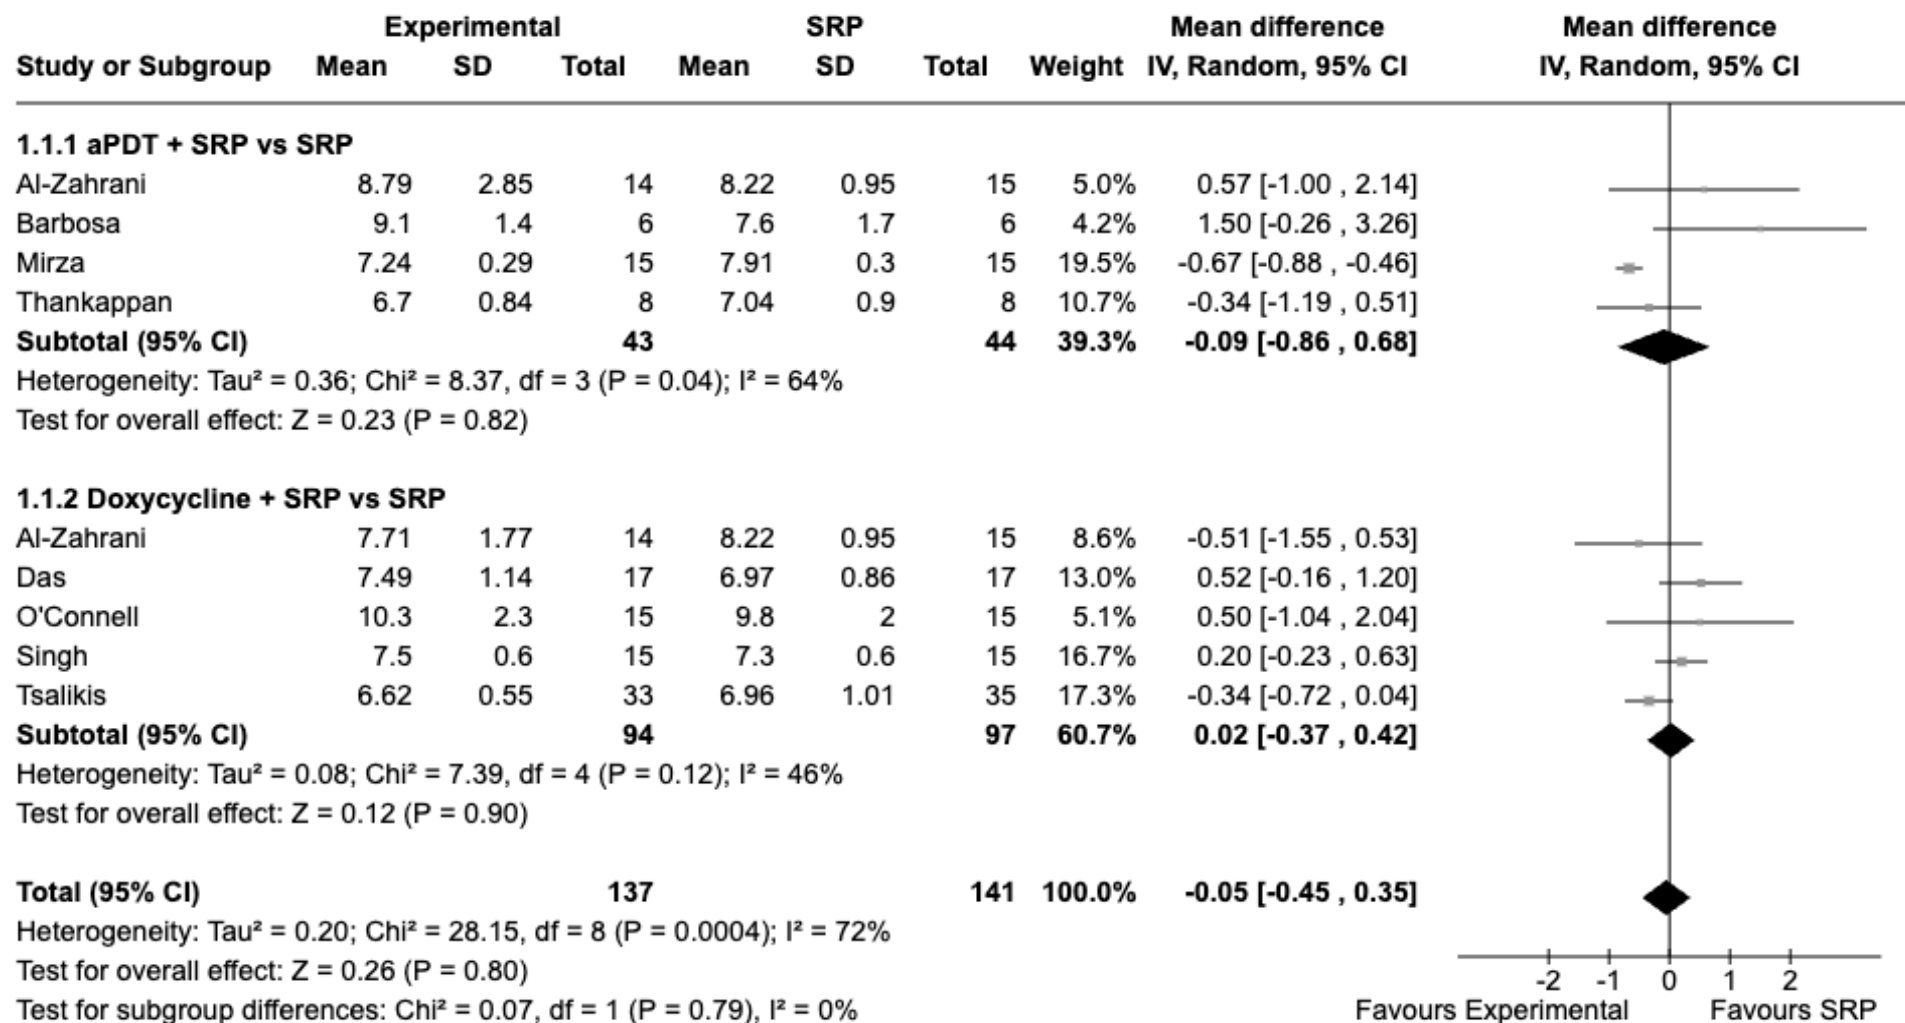 Experimental SRP Mean difference Mean difference
Study or Subgroup Mean SD Total Mean SD Total Weight IV, Random, 95% CI IV, Random, 95% CI
1.1.1 aPDT + SRP vs SRP
Al-Zahrani 8.79 2.85 14 8.22 0.95 15 5.0% 0.57 [-1.00 , 2.14]
Barbosa 9.1 1.4 6 7.6 1.7 6 4.2% 1.50 [-0.26 , 3.26]
Mirza 7.24 0.29 15 7.91 0.3 15 19.5% -0.67 [-0.88 , -0.46]
Thankappan 6.7 0.84 8 7.04 0.9 8 10.7% -0.34 [-1.19 , 0.51]
Subtotal (95% CI) 43 44 39.3% -0.09 [-0.86 , 0.68]
Heterogeneity: Tau² = 0.36; Chi² = 8.37, df = 3 (P = 0.04); I² = 64%
Test for overall effect: Z = 0.23 (P = 0.82)
1.1.2 Doxycycline + SRP vs SRP
Al-Zahrani 7.71 1.77 14 8.22 0.95 15 8.6% -0.51 [-1.55 , 0.53]
Das 7.49 1.14 17 6.97 0.86 17 13.0% 0.52 [-0.16 , 1.20]
O'Connell 10.3 2.3 15 9.8 2 15 5.1% 0.50 [-1.04 , 2.04]
Singh 7.5 0.6 15 7.3 0.6 15 16.7% 0.20 [-0.23 , 0.63]
Tsalikis 6.62 0.55 33 6.96 1.01 35 17.3% -0.34 [-0.72 , 0.04]
Subtotal (95% CI) 94 97 60.7% 0.02 [-0.37 , 0.42]
Heterogeneity: Tau² = 0.08; Chi² = 7.39, df = 4 (P = 0.12); I² = 46%
Test for overall effect: Z = 0.12 (P = 0.90)
Total (95% CI) 137 141 100.0% -0.05 [-0.45 , 0.35]
Heterogeneity: Tau² = 0.20; Chi² = 28.15, df = 8 (P = 0.0004); I² = 72%
Test for overall effect: Z = 0.26 (P = 0.80)
-2 -1 0 1 2
Test for subgroup differences: Chi² = 0.07, df = 1 (P = 0.79), I² = 0%
Favours Experimental Favours SRP